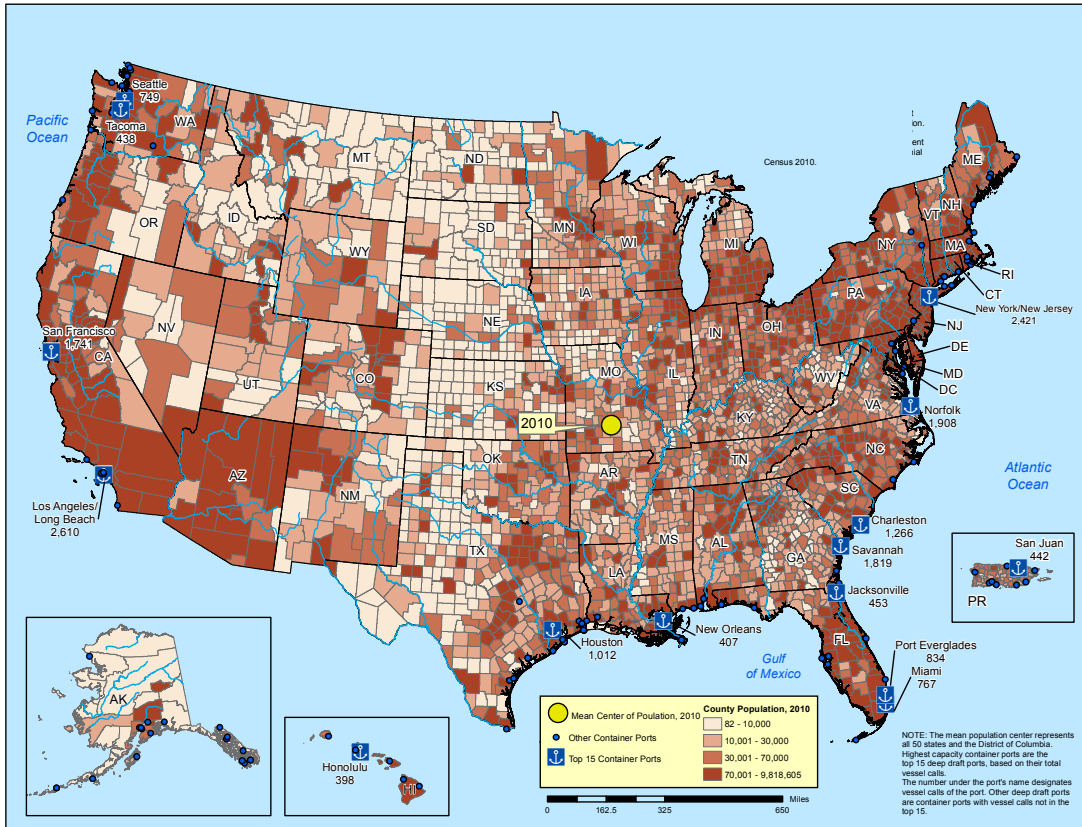 Pacific
Ocean
Seattle
749
Tacoma
438
WA
MT
ND
OR
ID
WY
SD
MN
WI
MI
Census 2010.
t
on.
ent
ial
ME
VT
NH
NY
MA
RI
CT
New York/New Jersey
2,421
NJ
DE
MD
DC
Norfolk
1,908
PA
OH
IN
IL
IA
NE
NV
UT
CO
KS
MO
KY
WV
VA
San Francisco
1,741
CA
2010
AZ
NM
OK
AR
TN
NC
SC
Los Angeles/
Long Beach
2,610
TX
LA
MS
AL
GA
Atlantic
Ocean
Charleston
1,266
Savannah
1,819
Jacksonville
453
San Juan
442
PR
Houston
1,012
New Orleans
407
FL
Port Everglades
834
Miami
767
Gulf
of Mexico
AK
Honolulu
398
HI
Mean Center of Poulation, 2010
Other Container Ports
Top 15 Container Ports
County Population, 2010
82 - 10,000
10,001 - 30,000
30,001 - 70,000
70,001 - 9,818,605
Miles
0 162.5 325 650
NOTE: The mean population center represents
all 50 states and the District of Columbia.
Highest capacity container ports are the
top 15 deep draft ports, based on their total
vessel calls.
The number under the port's name designates
vessel calls of the port. Other deep draft ports
are container ports with vessel calls not in the
top 15.